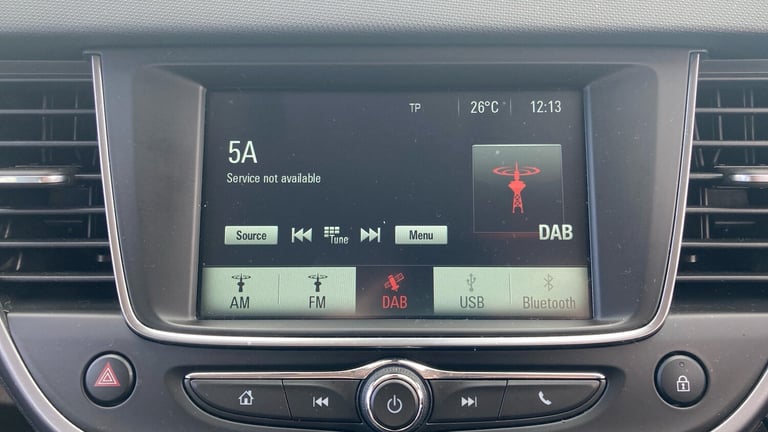 TP 26°C 12:13
5A
Service not available
Source Tune Menu
DAB
AM FM DAB USB Bluetooth